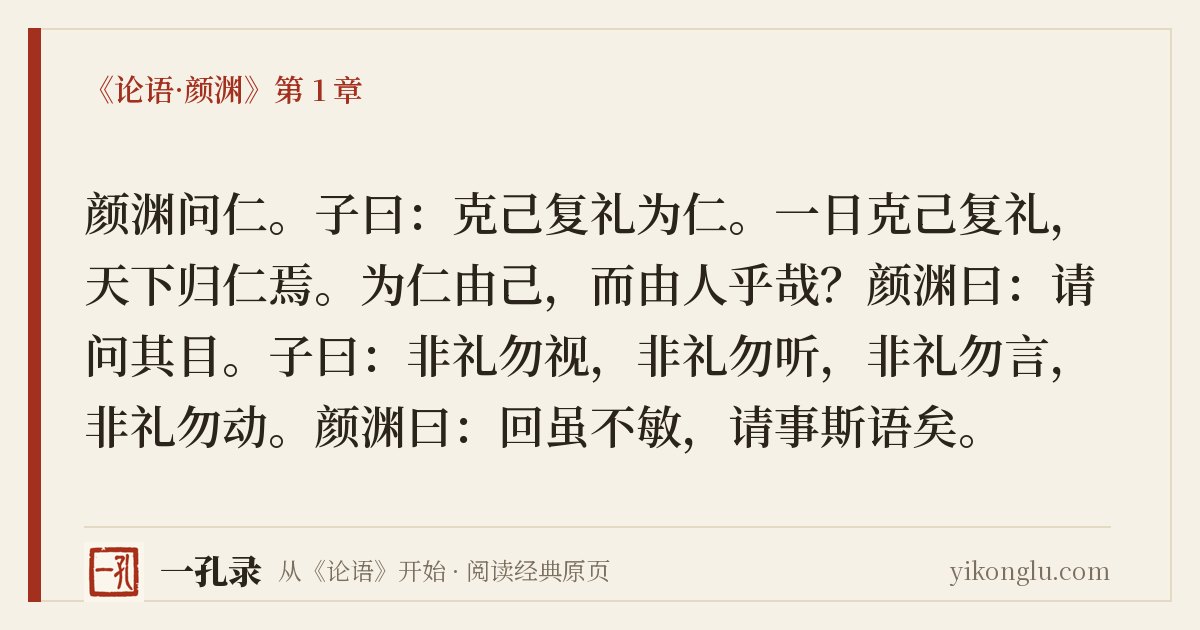 《论语·颜渊》第 1 章
颜渊问仁。子曰：克己复礼为仁。一日克己复礼，
天下归仁焉。为仁由己，而由人乎哉？颜渊曰：请
问其目。子曰：非礼勿视，非礼勿听，非礼勿言，
非礼勿动。颜渊曰：回虽不敏，请事斯语矣。
一孔 一孔录 从《论语》开始 · 阅读经典原页 yikonglu.com